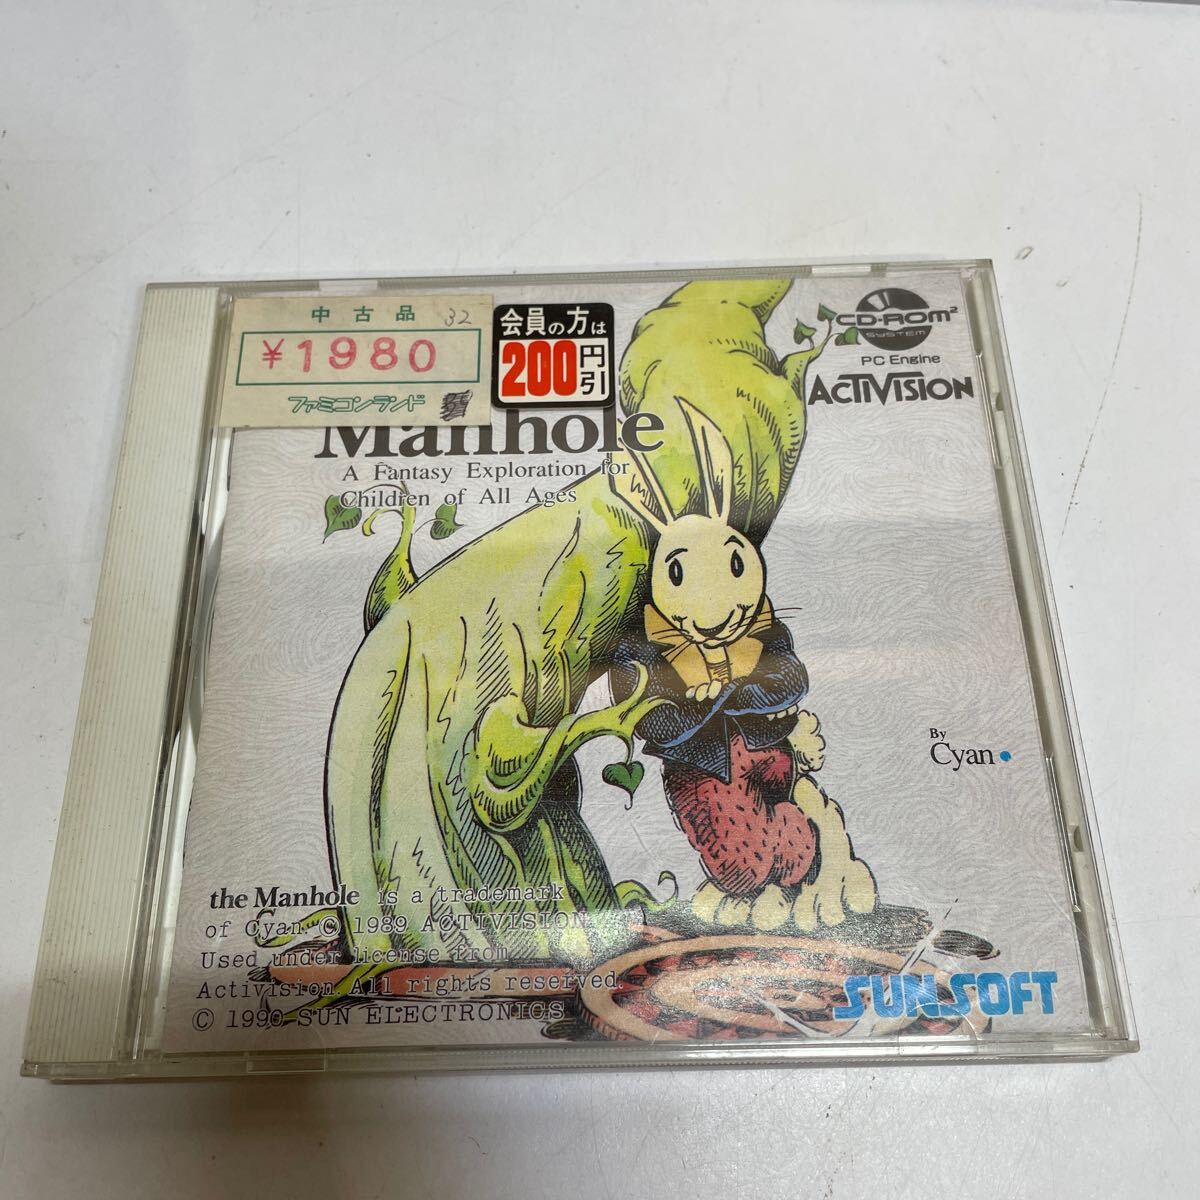 中古品 32
¥1980
ファミコンランド
会員の方は
200円引
CD-ROM²
SYSTEM
PC Engine
ACTIVISION
Manhole
A Fantasy Exploration for
Children of All Ages
By
Cyan
the Manhole is a trademark
of Cyan. © 1989 ACTIVISION
Used under license from
Activision. All rights reserved.
© 1990 SUN ELECTRONICS
SUNSOFT